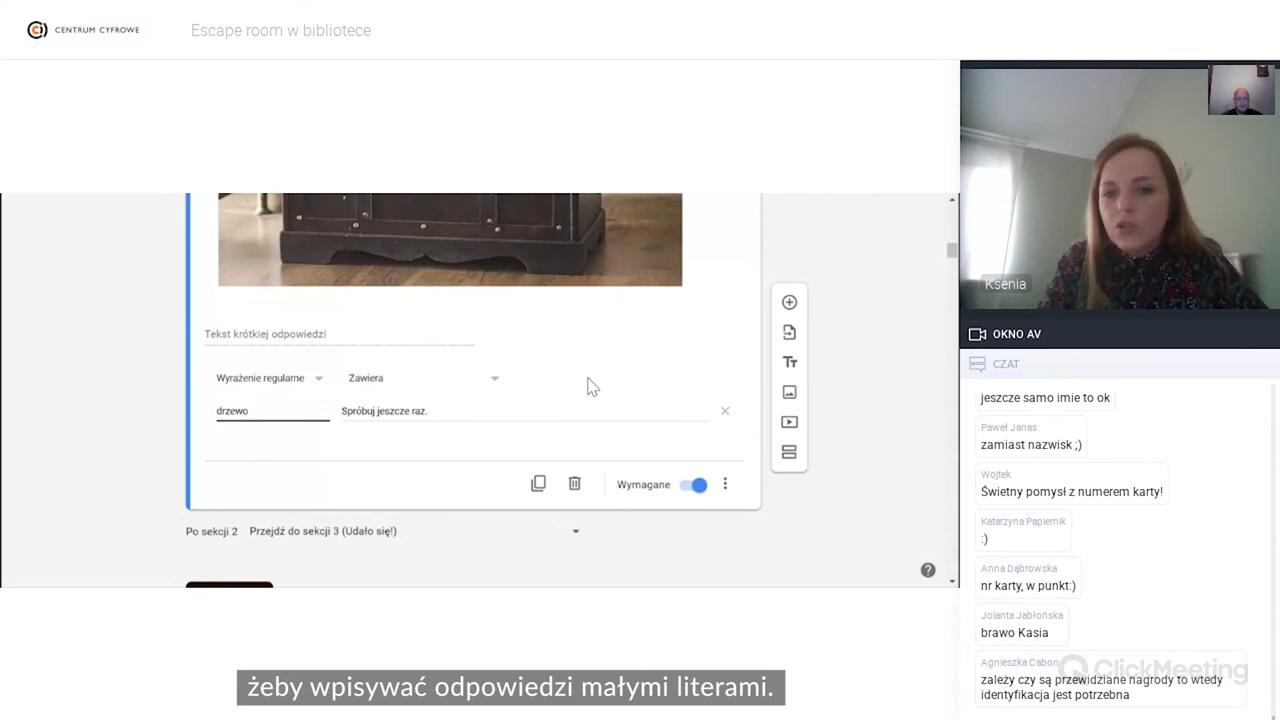 CENTRUM CYFROWE
Escape room w bibliotece
Ksenia
OKNO AV
CZAT
jeszcze samo imie to ok
Paweł Janas
zamiast nazwisk ;)
Wojtek
Świetny pomysł z numerem karty!
Katarzyna Papiernik
:)
Anna Dąbrowska
nr karty, w punkt:)
Jolanta Jabłońska
brawo Kasia
Agnieszka Cabon
zależy czy są przewidziane nagrody to wtedy
identyfikacja jest potrzebna
ClickMeeting
Tekst krótkiej odpowiedzi
Wyrażenie regularne Zawiera
drzewo Spróbuj jeszcze raz.
Wymagane
Po sekcji 2 Przejdź do sekcji 3 (Udało się!)
żeby wpisywać odpowiedzi małymi literami.